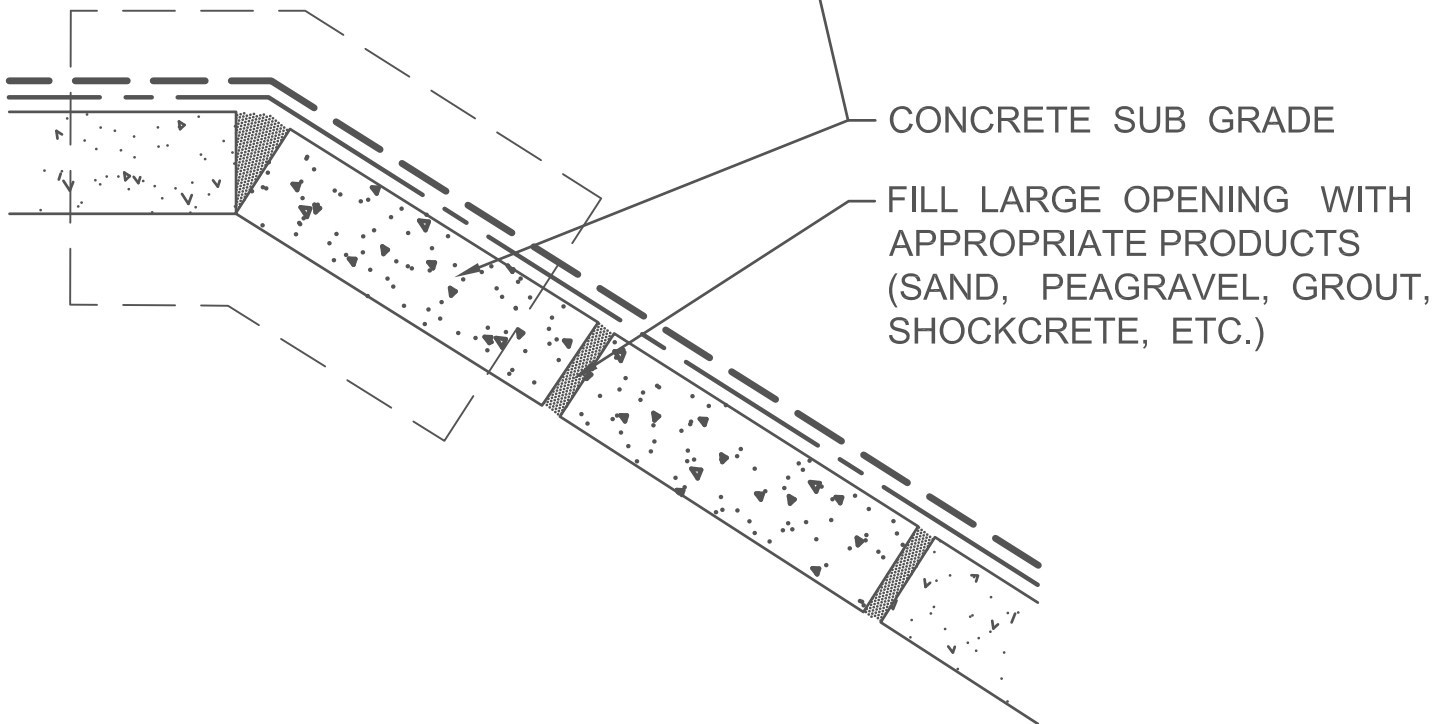 CONCRETE SUB GRADE
FILL LARGE OPENING WITH
APPROPRIATE PRODUCTS
(SAND, PEAGRAVEL, GROUT,
SHOCKCRETE, ETC.)